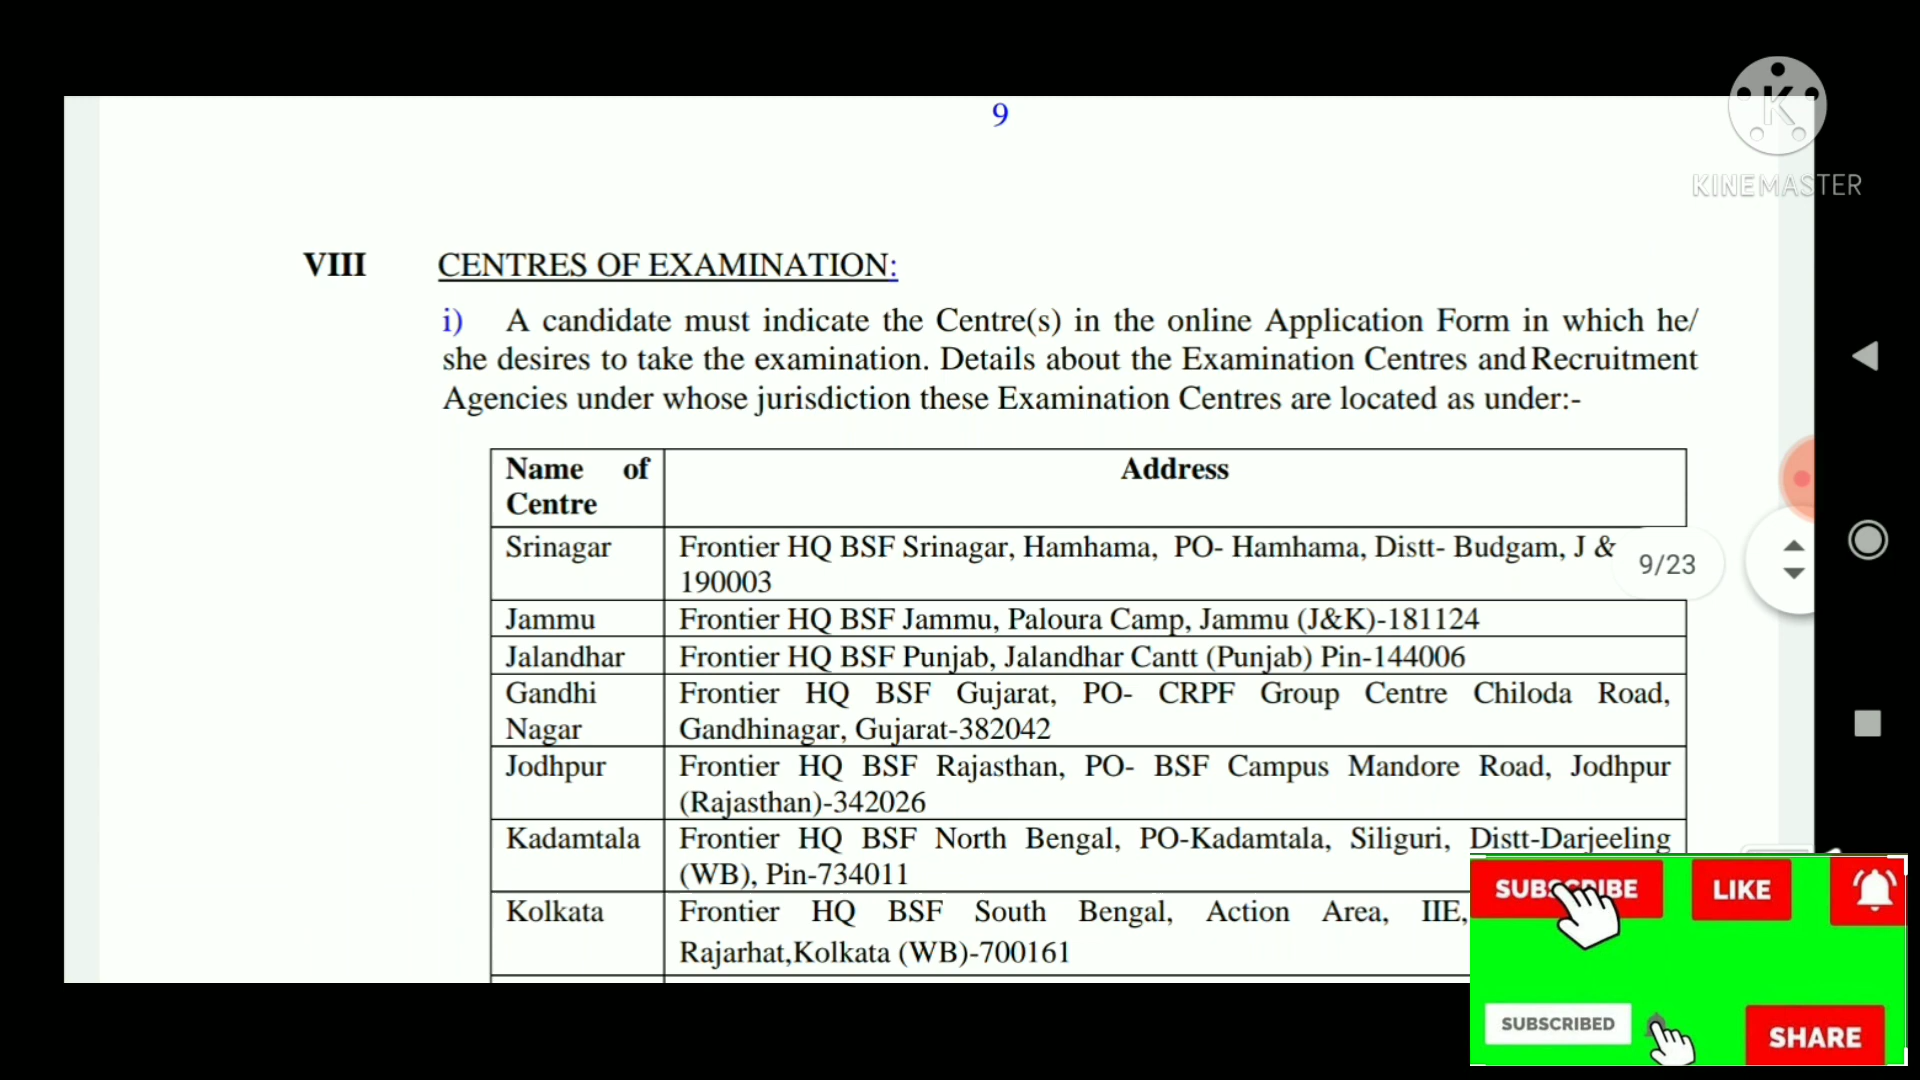 9
KINEMASTER
VIII CENTRES OF EXAMINATION:
i) A candidate must indicate the Centre(s) in the online Application Form in which he/
she desires to take the examination. Details about the Examination Centres and Recruitment
Agencies under whose jurisdiction these Examination Centres are located as under:-
Name of Centre Address
Srinagar Frontier HQ BSF Srinagar, Hamhama, PO- Hamhama, Distt- Budgam, J &
190003
9/23
Jammu Frontier HQ BSF Jammu, Paloura Camp, Jammu (J&K)-181124
Jalandhar Frontier HQ BSF Punjab, Jalandhar Cantt (Punjab) Pin-144006
Gandhi Frontier HQ BSF Gujarat, PO- CRPF Group Centre Chiloda Road,
Nagar Gandhinagar, Gujarat-382042
Jodhpur Frontier HQ BSF Rajasthan, PO- BSF Campus Mandore Road, Jodhpur
(Rajasthan)-342026
Kadamtala Frontier HQ BSF North Bengal, PO-Kadamtala, Siliguri, Distt-Darjeeling
(WB), Pin-734011
Kolkata Frontier HQ BSF South Bengal, Action Area, IIE,
Rajarhat,Kolkata (WB)-700161
SUBSCRIBE LIKE
SUBSCRIBED SHARE